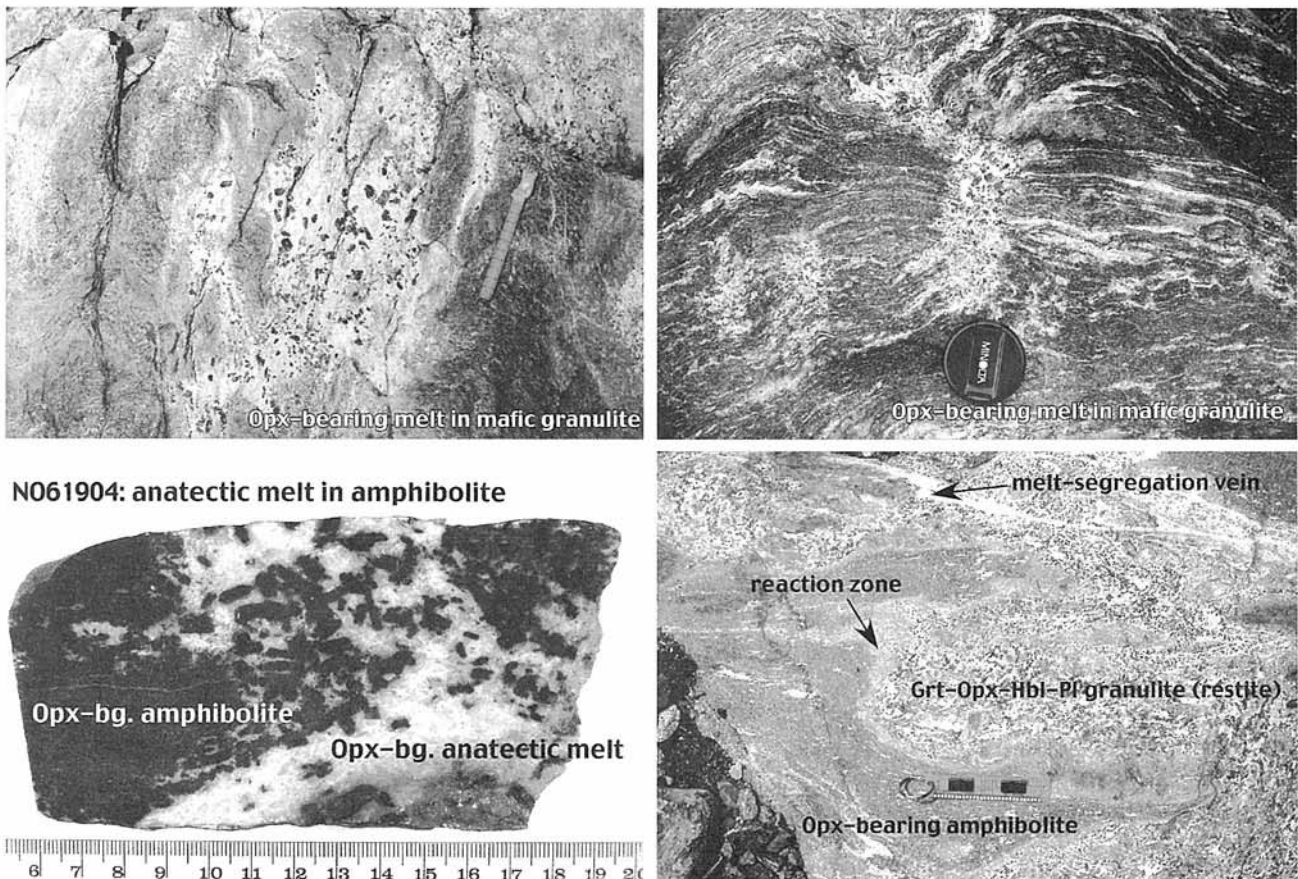 Opx-bearing melt in mafic granulite
Opx-bearing melt in mafic granulite
MINOLTA
NO61904: anatectic melt in amphibolite
Opx-bg. amphibolite
Opx-bg. anatectic melt
6 7 8 9 10 11 12 13 14 15 16 17 18 19
melt-segregation vein
reaction zone
Grt-Opx-Hbl-Pl granulite (restite)
Opx-bearing amphibolite